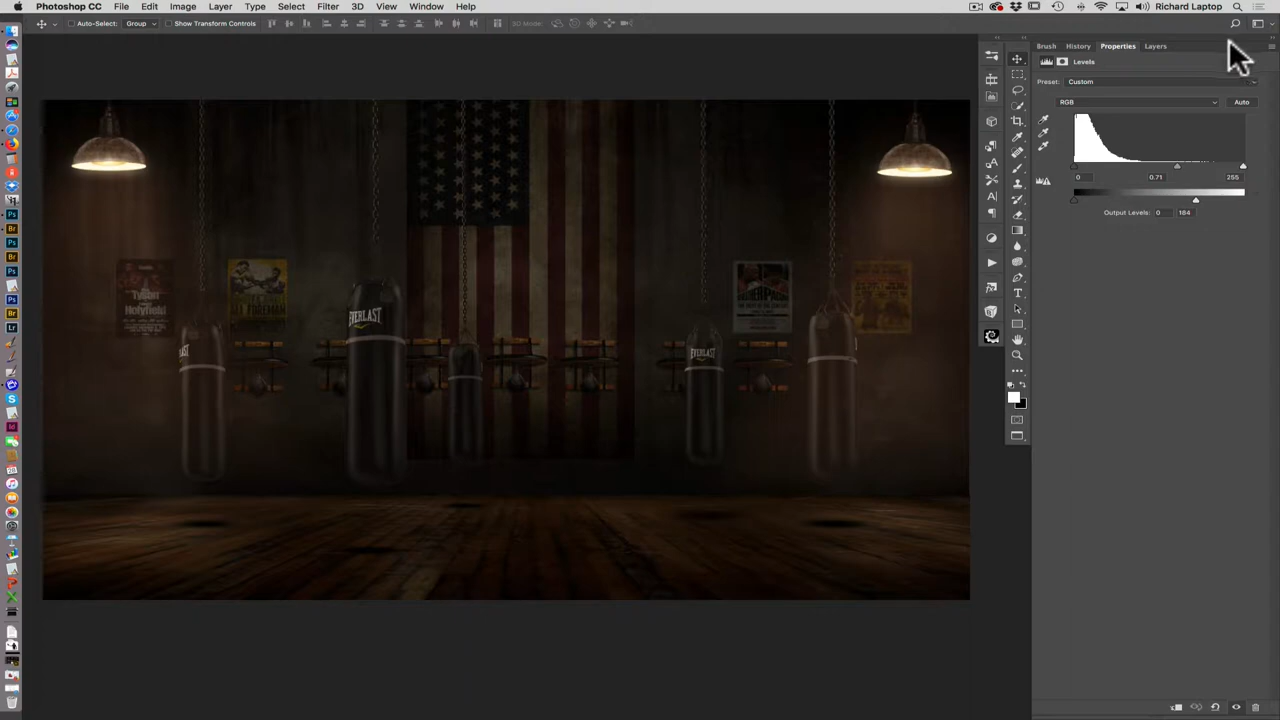 Photoshop CC File Edit Image Layer Type Select Filter 3D View Window Help Richard Laptop
Auto-Select: Group Show Transform Controls 3D Mode:
Brush History Properties Layers
Levels
Preset: Custom
RGB Auto
0 0.71 255
Output Levels: 0 184
EVERLAST
EVERLAST